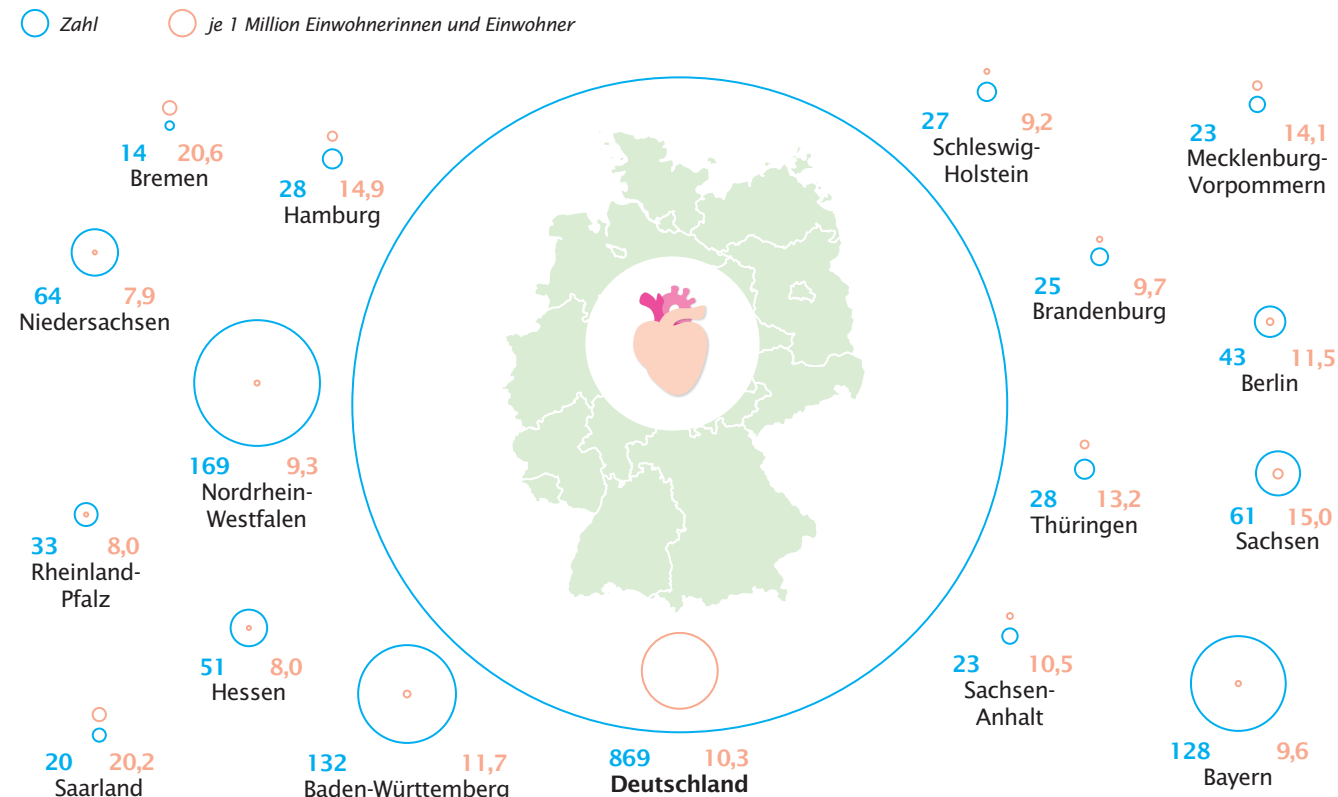 Zahl
je 1 Million Einwohnerinnen und Einwohner
14 20,6
Bremen
28 14,9
Hamburg
27 9,2
Schleswig-
Holstein
23 14,1
Mecklenburg-
Vorpommern
64 7,9
Niedersachsen
25 9,7
Brandenburg
43 11,5
Berlin
169 9,3
Nordrhein-
Westfalen
28 13,2
Thüringen
61 15,0
Sachsen
33 8,0
Rheinland-
Pfalz
51 8,0
Hessen
23 10,5
Sachsen-
Anhalt
20 20,2
Saarland
132 11,7
Baden-Württemberg
869 10,3
Deutschland
128 9,6
Bayern